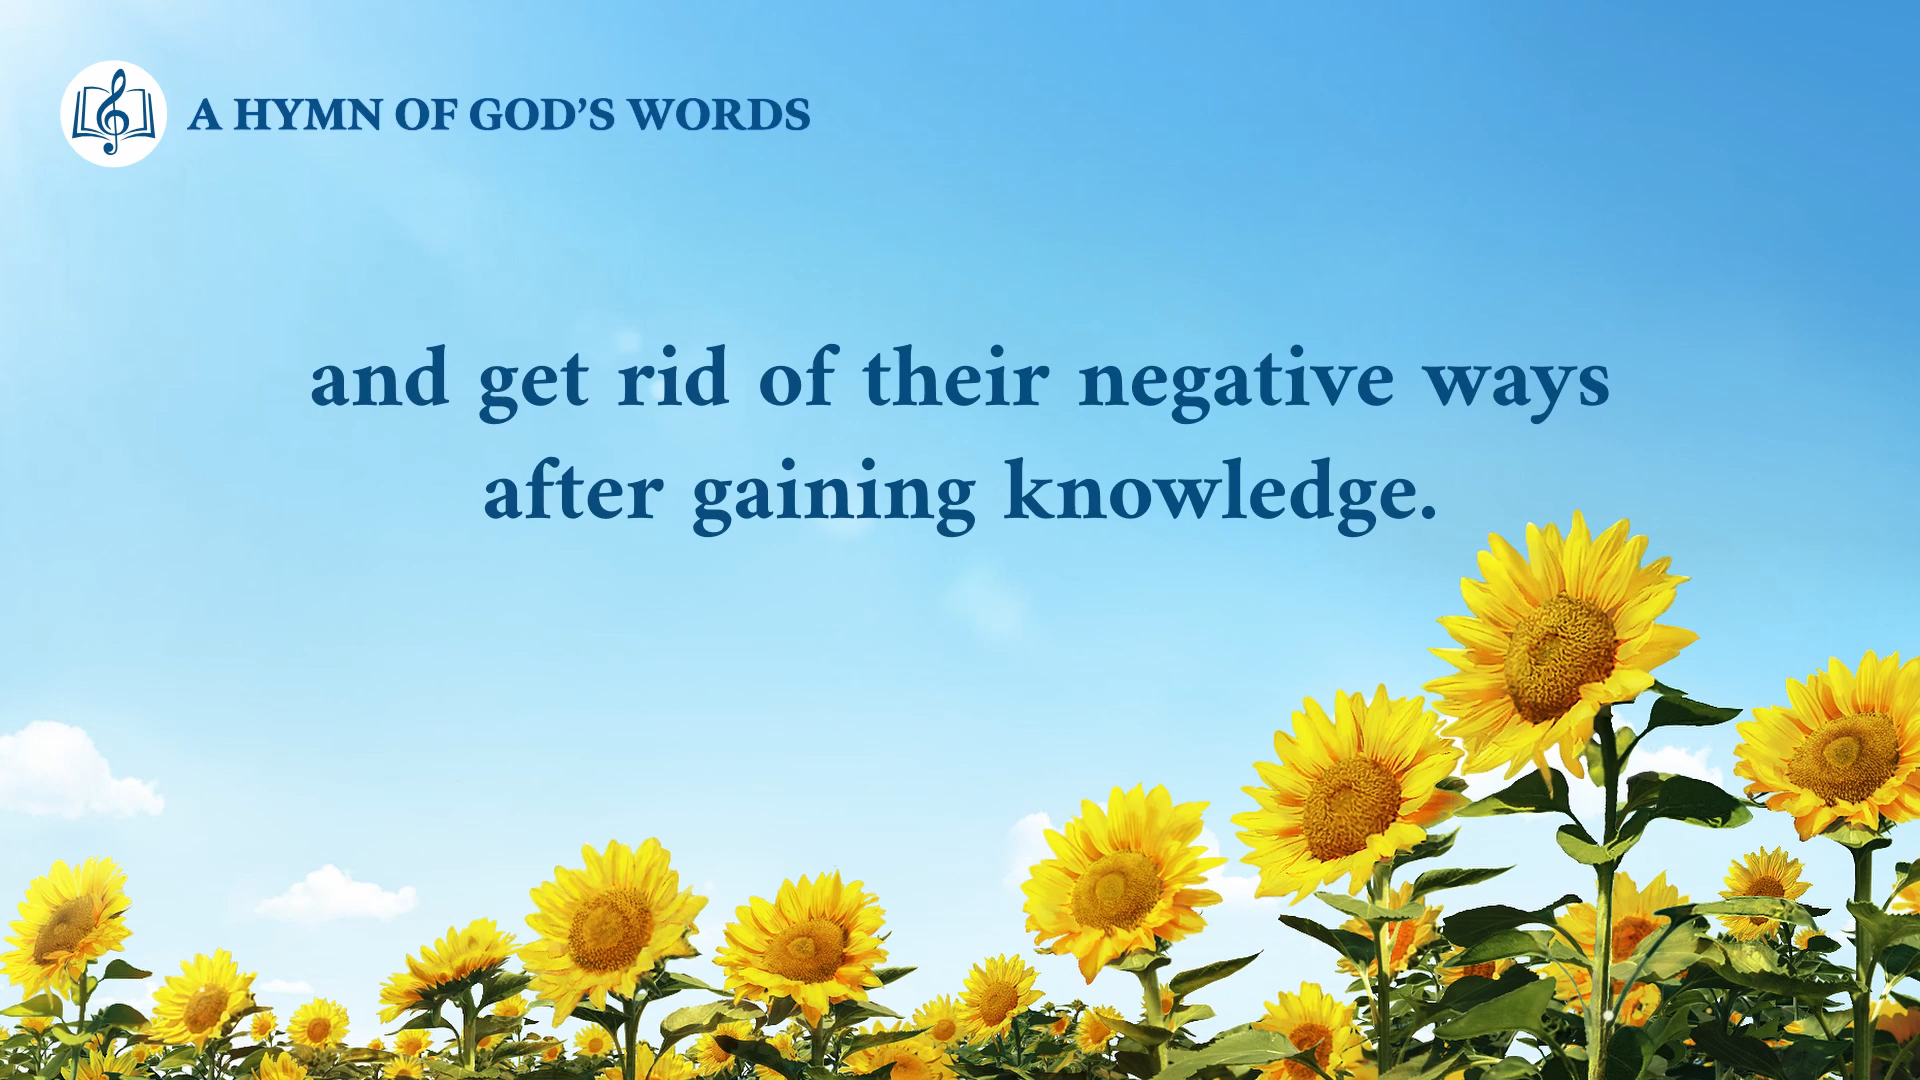 A HYMN OF GOD’S WORDS
and get rid of their negative ways
after gaining knowledge.